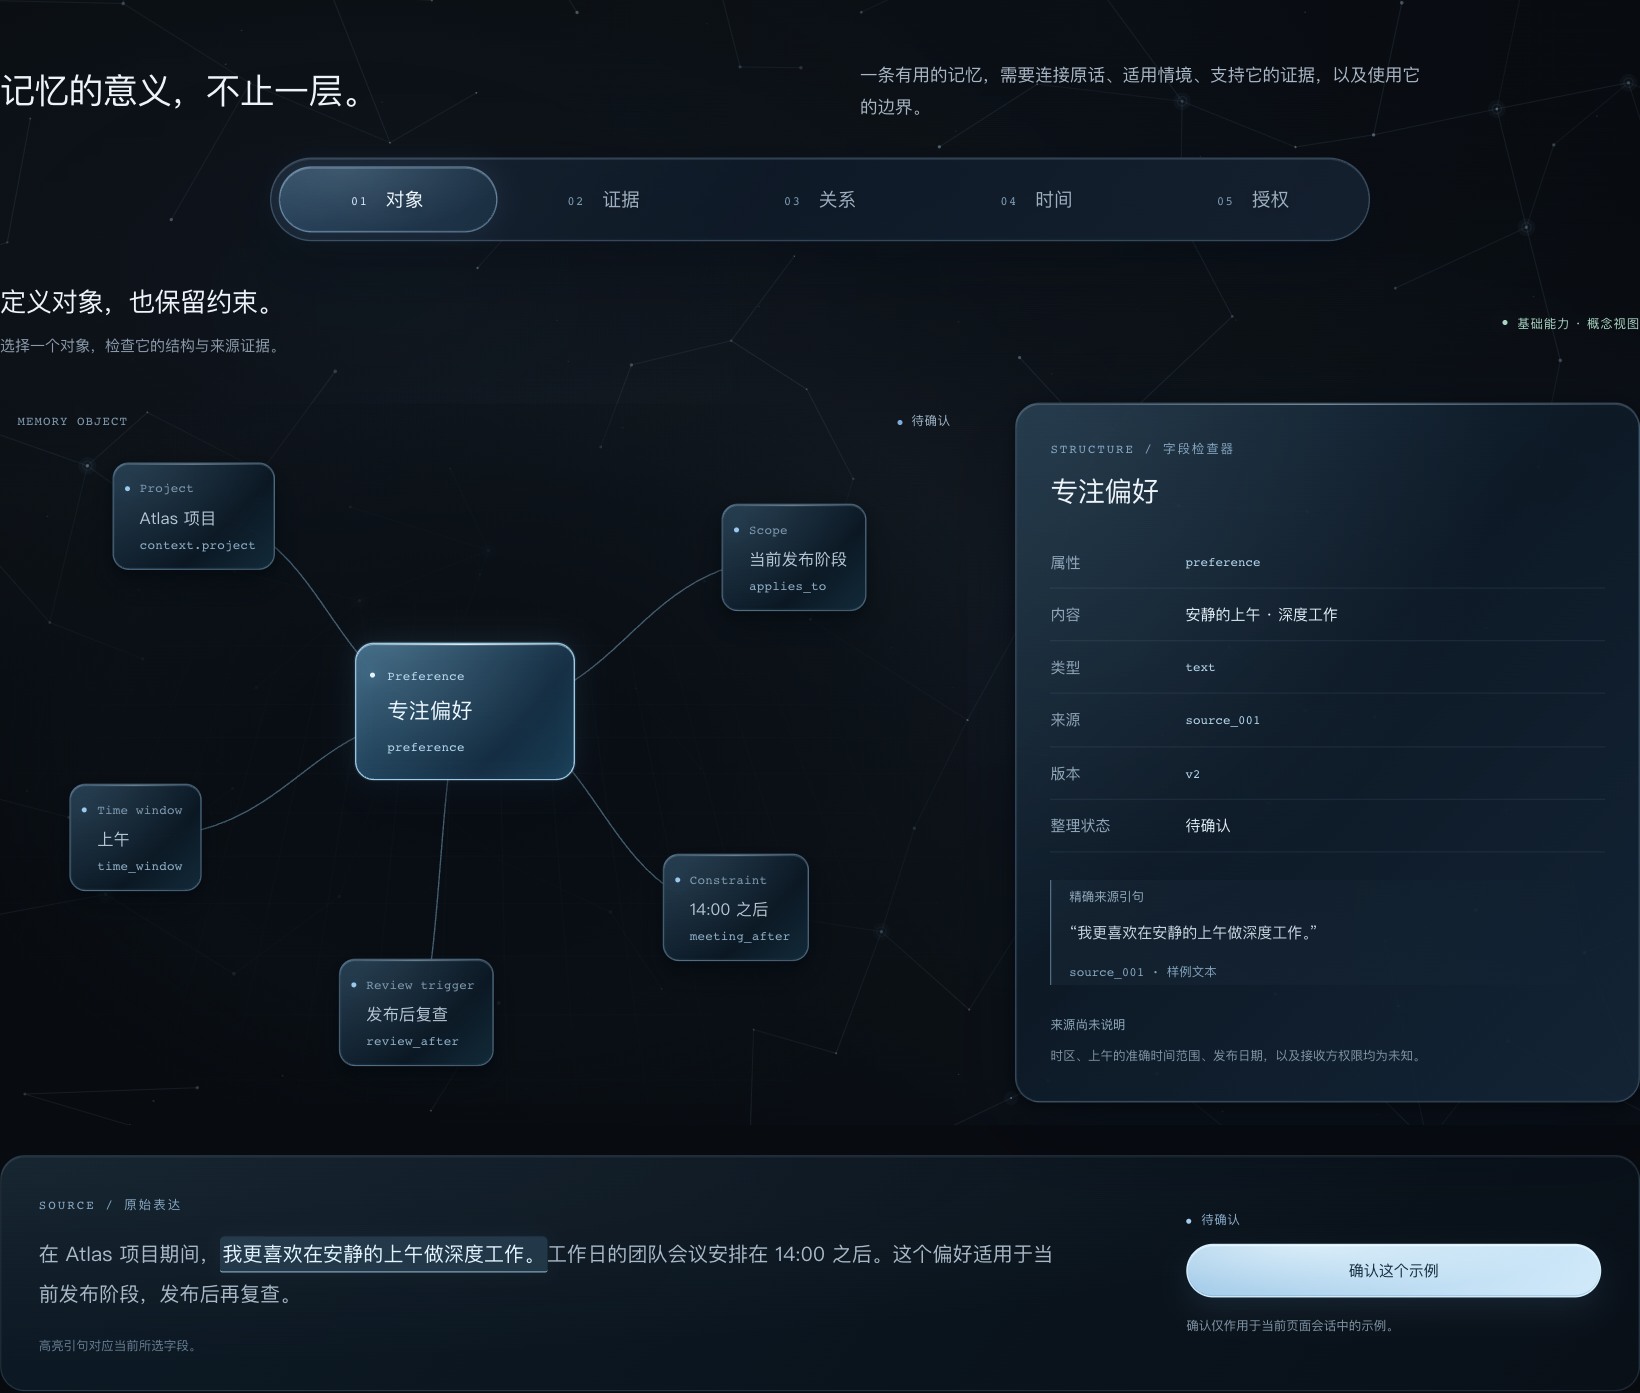 记忆的意义，不止一层。
一条有用的记忆，需要连接原话、适用情境、支持它的证据，以及使用它
的边界。
01 对象
02 证据
03 关系
04 时间
05 授权
定义对象，也保留约束。
选择一个对象，检查它的结构与来源证据。
基础能力 · 概念视图
MEMORY OBJECT
待确认
Project
Atlas 项目
context.project
Scope
当前发布阶段
applies_to
Preference
专注偏好
preference
Time window
上午
time_window
Constraint
14:00 之后
meeting_after
Review trigger
发布后复查
review_after
STRUCTURE / 字段检查器
专注偏好
属性 preference
内容 安静的上午 · 深度工作
类型 text
来源 source_001
版本 v2
整理状态 待确认
精确来源引句
“我更喜欢在安静的上午做深度工作。”
source_001 · 样例文本
来源尚未说明
时区、上午的准确时间范围、发布日期，以及接收方权限均为未知。
SOURCE / 原始表达
在 Atlas 项目期间，我更喜欢在安静的上午做深度工作。工作日的团队会议安排在 14:00 之后。这个偏好适用于当
前发布阶段，发布后再复查。
高亮引句对应当前所选字段。
待确认
确认这个示例
确认仅作用于当前页面会话中的示例。